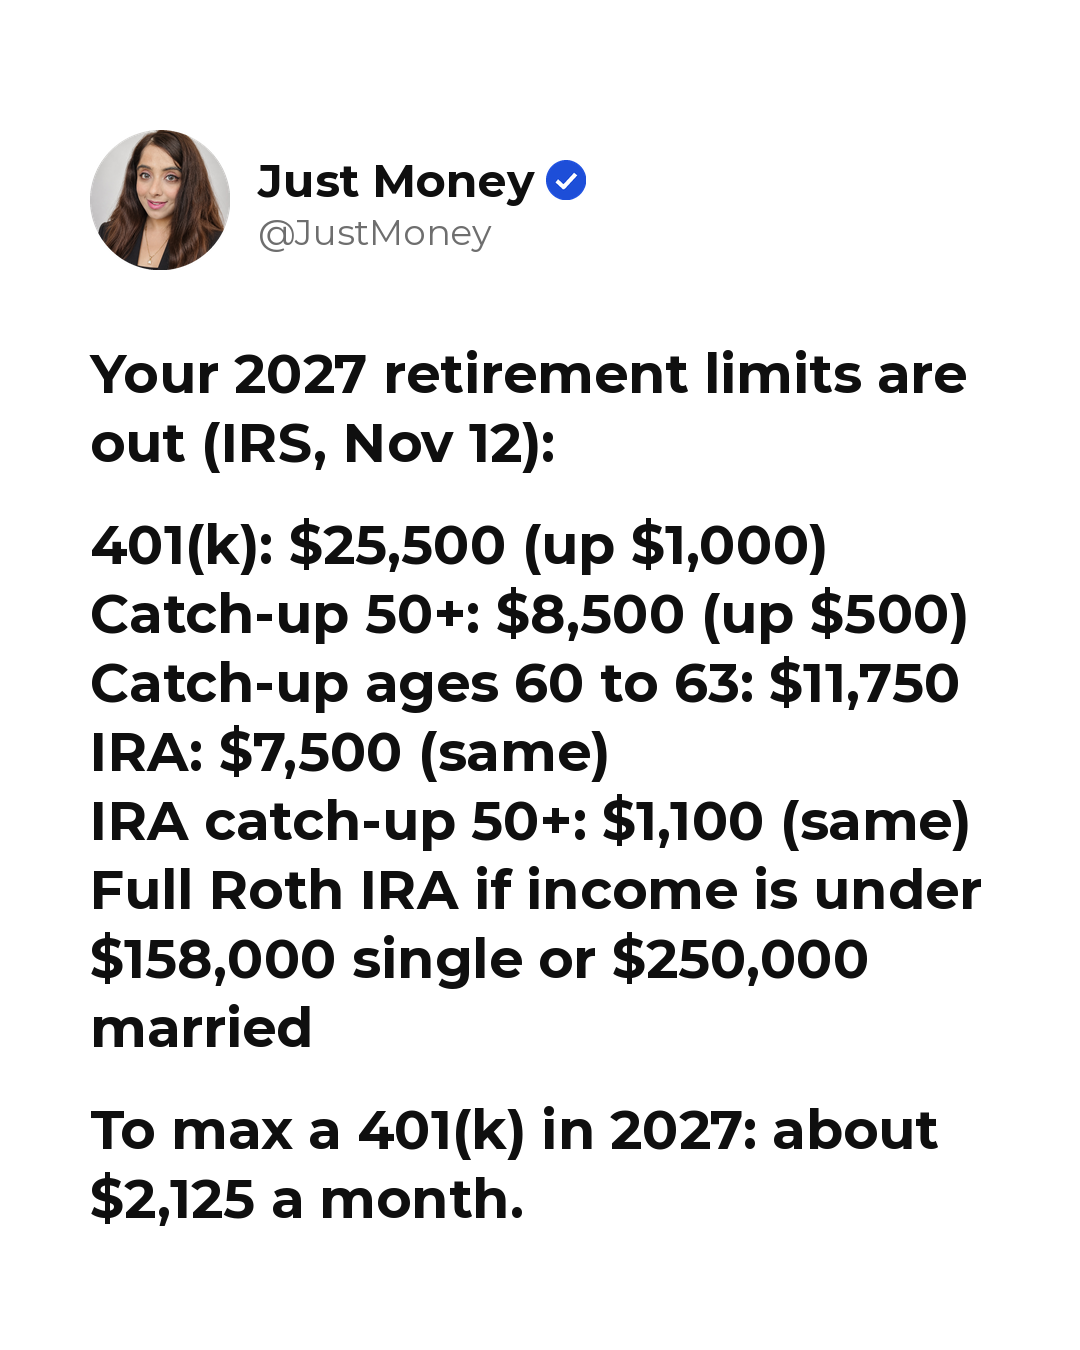 Just Money
@JustMoney
Your 2027 retirement limits are
out (IRS, Nov 12):
401(k): $25,500 (up $1,000)
Catch-up 50+: $8,500 (up $500)
Catch-up ages 60 to 63: $11,750
IRA: $7,500 (same)
IRA catch-up 50+: $1,100 (same)
Full Roth IRA if income is under
$158,000 single or $250,000
married
To max a 401(k) in 2027: about
$2,125 a month.